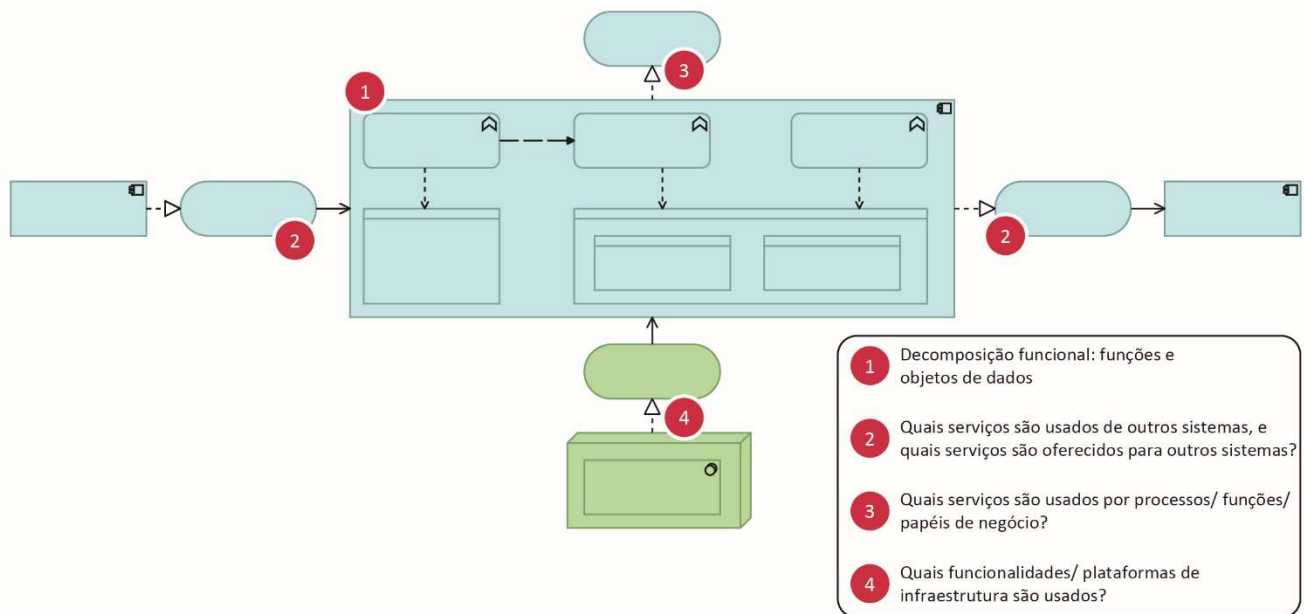 3
1
2
2
4
1 Decomposição funcional: funções e
objetos de dados
2 Quais serviços são usados de outros sistemas, e
quais serviços são oferecidos para outros sistemas?
3 Quais serviços são usados por processos/ funções/
papéis de negócio?
4 Quais funcionalidades/ plataformas de
infraestrutura são usados?